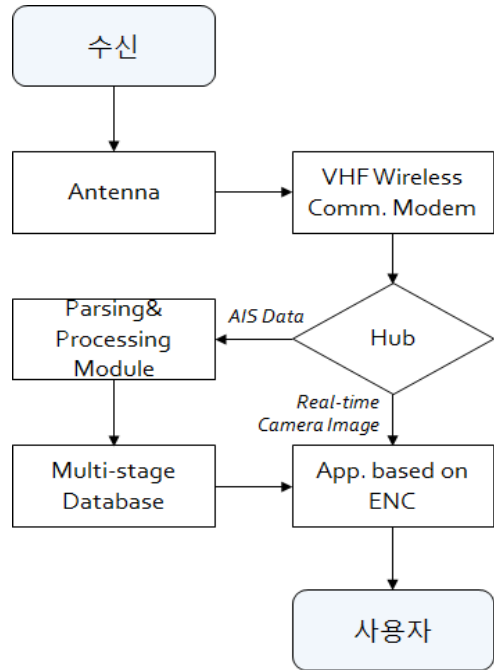 수신
Antenna
VHF Wireless
Comm. Modem
Parsing&
Processing
Module
AIS Data
Hub
Real-time
Camera Image
Multi-stage
Database
App. based on
ENC
사용자